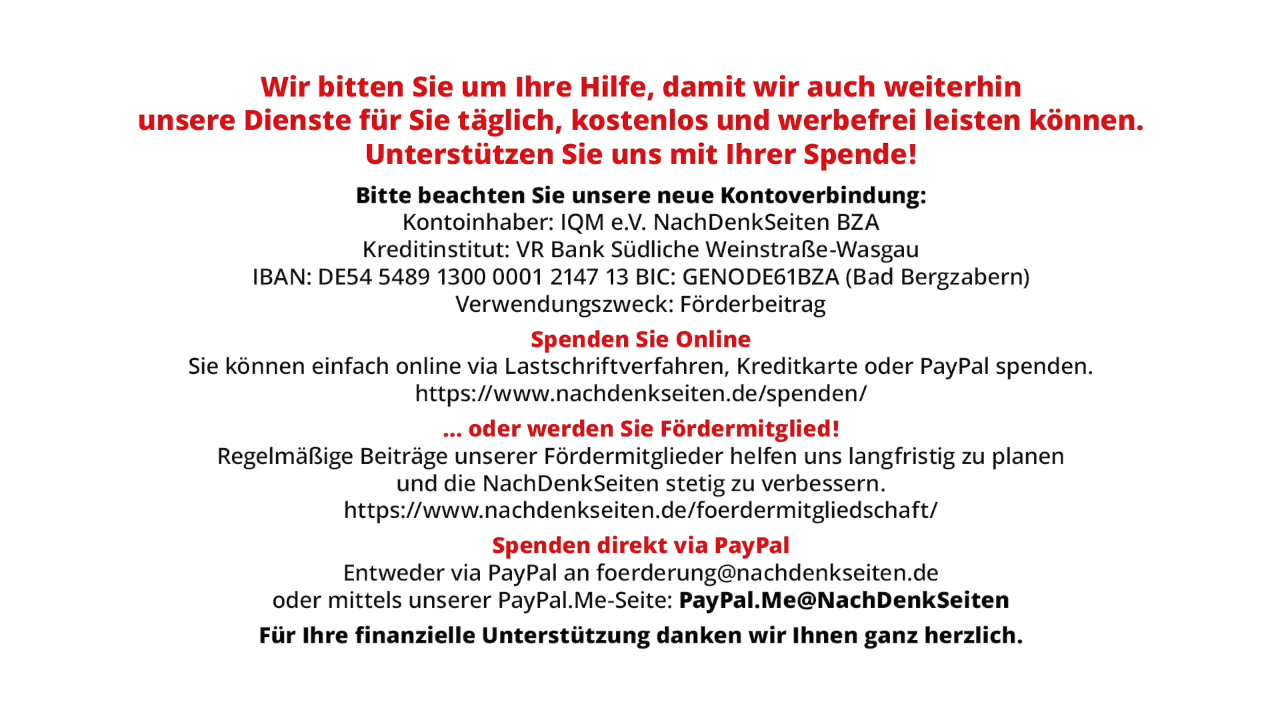 Wir bitten Sie um Ihre Hilfe, damit wir auch weiterhin
unsere Dienste für Sie täglich, kostenlos und werbefrei leisten können.
Unterstützen Sie uns mit Ihrer Spende!
Bitte beachten Sie unsere neue Kontoverbindung:
Kontoinhaber: IQM e.V. NachDenkSeiten BZA
Kreditinstitut: VR Bank Südliche Weinstraße-Wasgau
IBAN: DE54 5489 1300 0001 2147 13 BIC: GENODE61BZA (Bad Bergzabern)
Verwendungszweck: Förderbeitrag
Spenden Sie Online
Sie können einfach online via Lastschriftverfahren, Kreditkarte oder PayPal spenden.
https://www.nachdenkseiten.de/spenden/
... oder werden Sie Fördermitglied!
Regelmäßige Beiträge unserer Fördermitglieder helfen uns langfristig zu planen
und die NachDenkSeiten stetig zu verbessern.
https://www.nachdenkseiten.de/foerdermitgliedschaft/
Spenden direkt via PayPal
Entweder via PayPal an foerderung@nachdenkseiten.de
oder mittels unserer PayPal.Me-Seite: PayPal.Me@NachDenkSeiten
Für Ihre finanzielle Unterstützung danken wir Ihnen ganz herzlich.